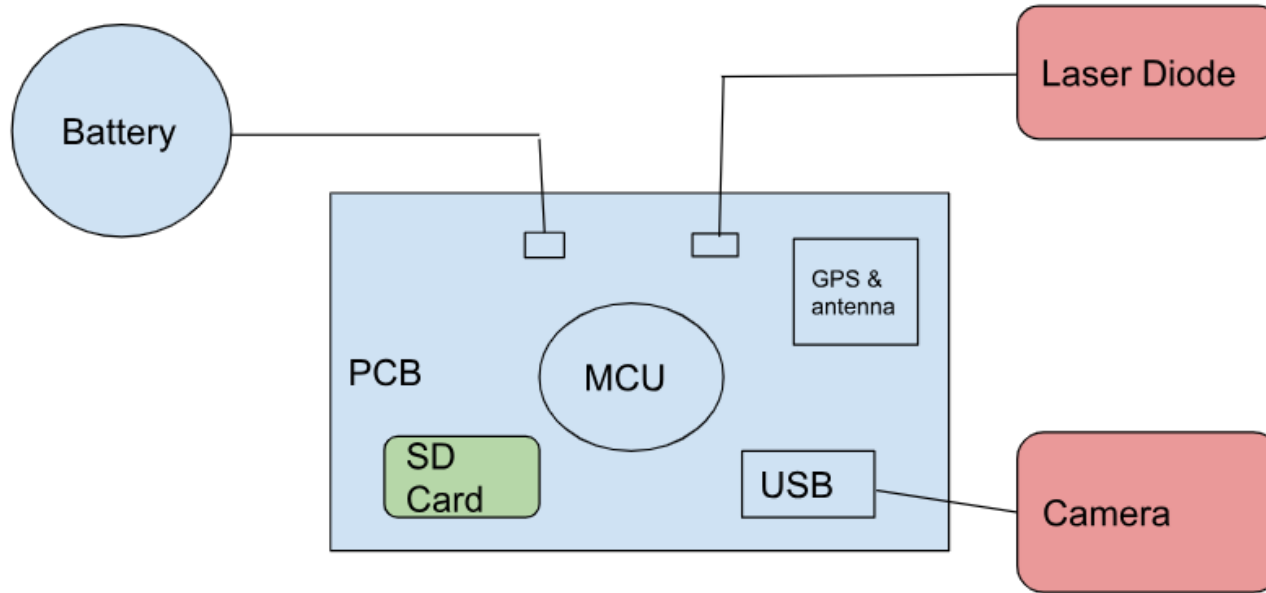 Battery
Laser Diode
GPS &
antenna
PCB
MCU
SD
Card
USB
Camera